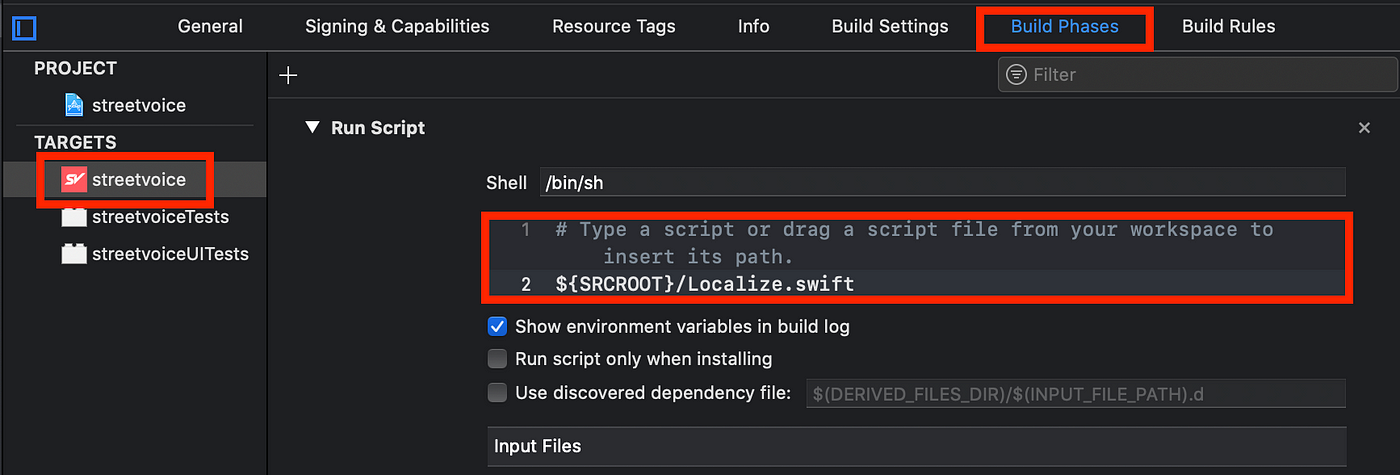 General Signing & Capabilities Resource Tags Info Build Settings Build Phases Build Rules
PROJECT
streetvoice
TARGETS
streetvoice
streetvoiceTests
streetvoiceUITests
Filter
Run Script
Shell /bin/sh
1 # Type a script or drag a script file from your workspace to
insert its path.
2 ${SRCROOT}/Localize.swift
Show environment variables in build log
Run script only when installing
Use discovered dependency file: $(DERIVED_FILES_DIR)/$(INPUT_FILE_PATH).d
Input Files